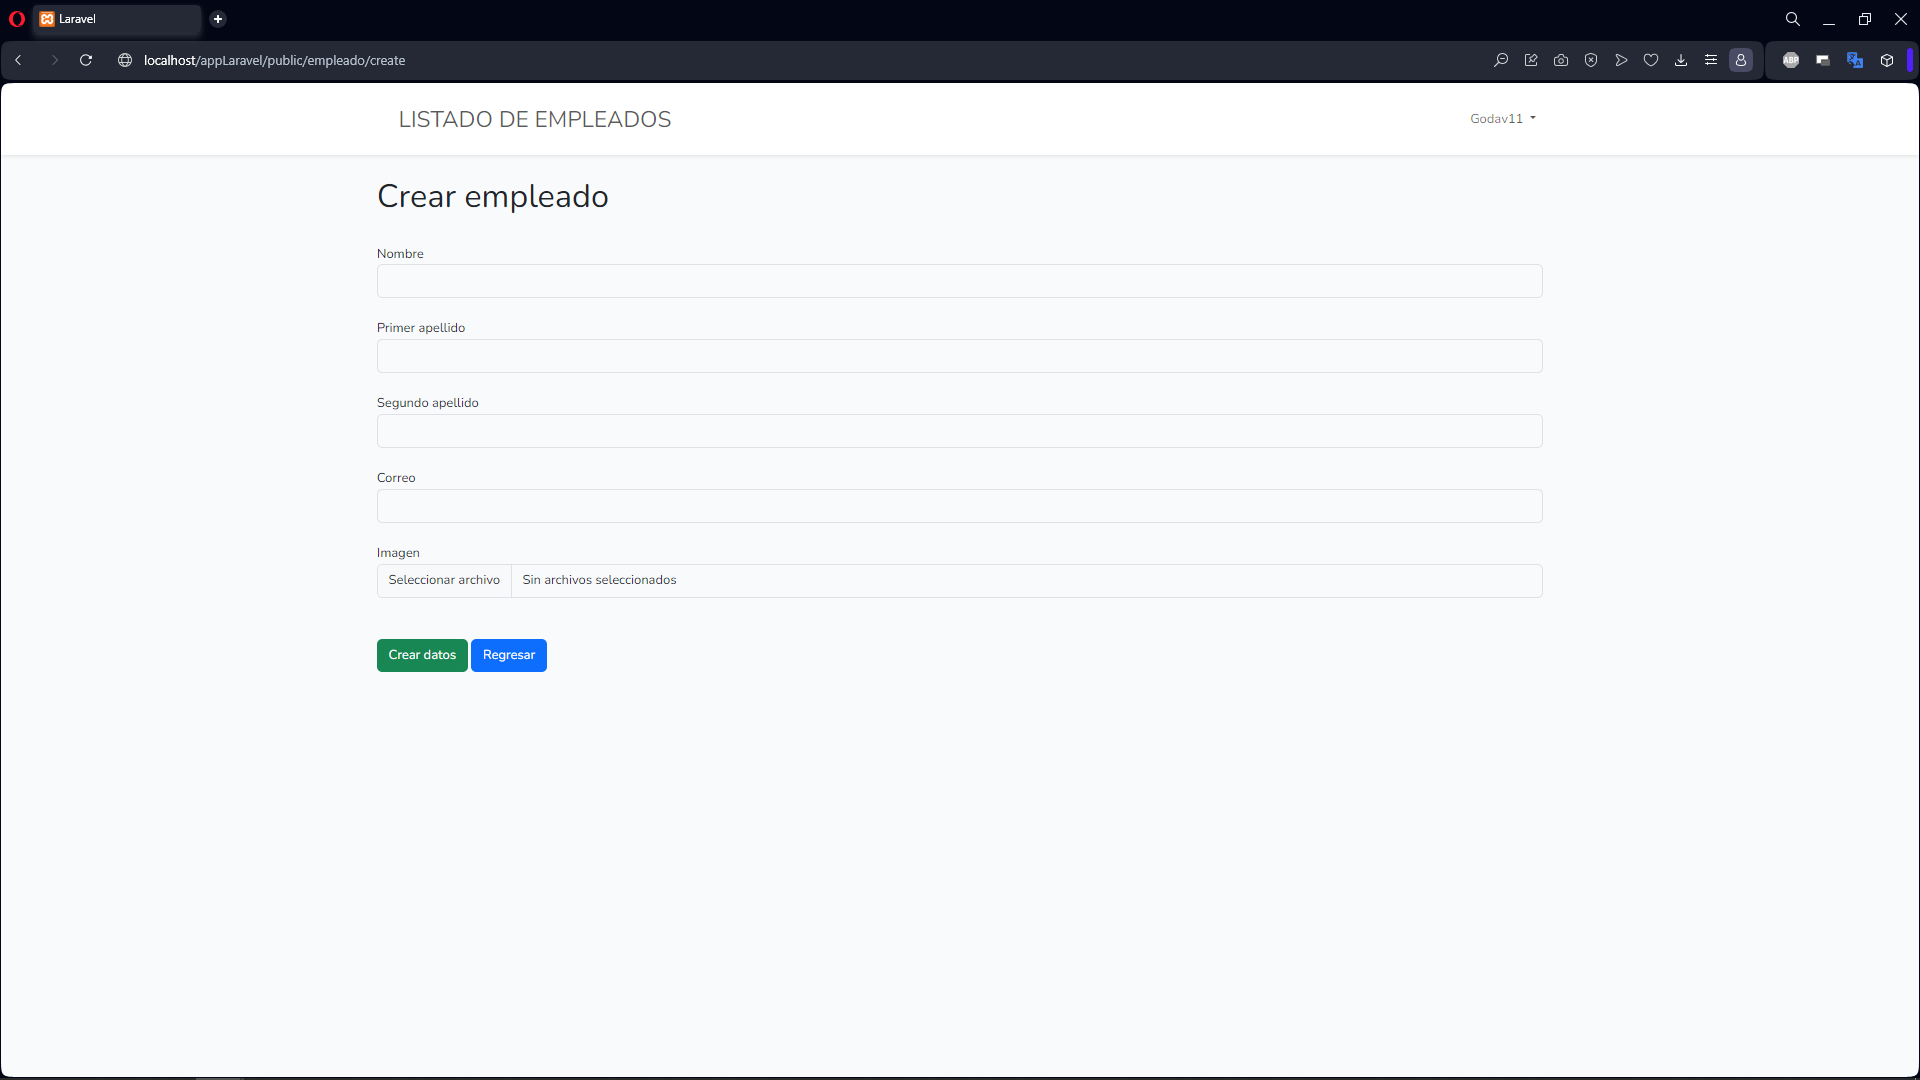 Laravel
localhost/appLaravel/public/empleado/create
ABP
LISTADO DE EMPLEADOS
Godav11
Crear empleado
Nombre
Primer apellido
Segundo apellido
Correo
Imagen
Seleccionar archivo Sin archivos seleccionados
Crear datos Regresar